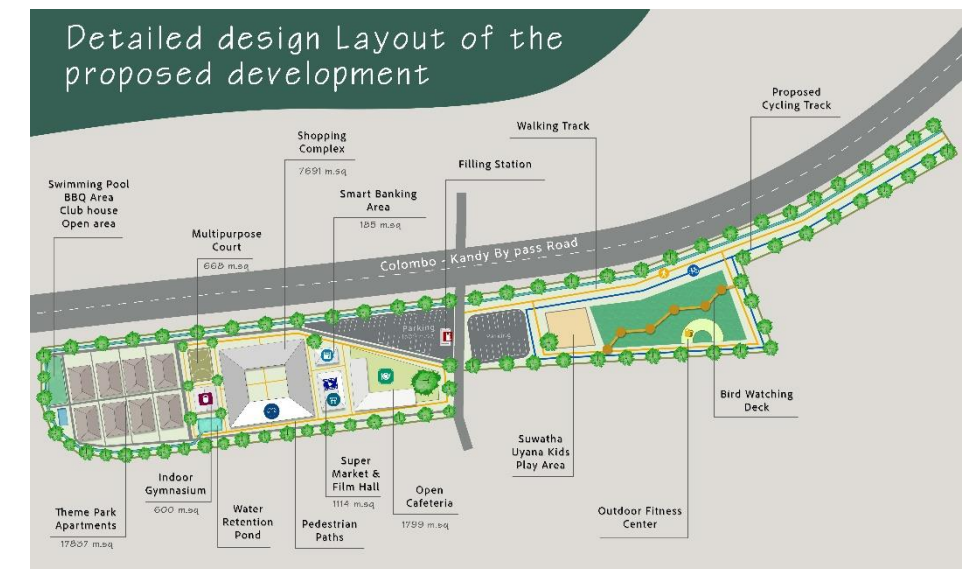 Detailed design Layout of the
proposed development
Proposed
Cycling Track
Walking Track
Shopping
Complex
7691 m.sq
Filling Station
Swimming Pool
BBQ Area
Club house
Open area
Smart Banking
Area
185 m.sq
Multipurpose
Court
668 m.sq
Colombo - Kandy By pass Road
Parking
Parking
Bird Watching
Deck
Suwatha
Uyana Kids
Play Area
Super
Market &
Film Hall
1114 m.sq
Indoor
Gymnasium
600 m.sq
Open
Cafeteria
1799 m.sq
Theme Park
Apartments
17837 m.sq
Water
Retention
Pond
Pedestrian
Paths
Outdoor Fitness
Center